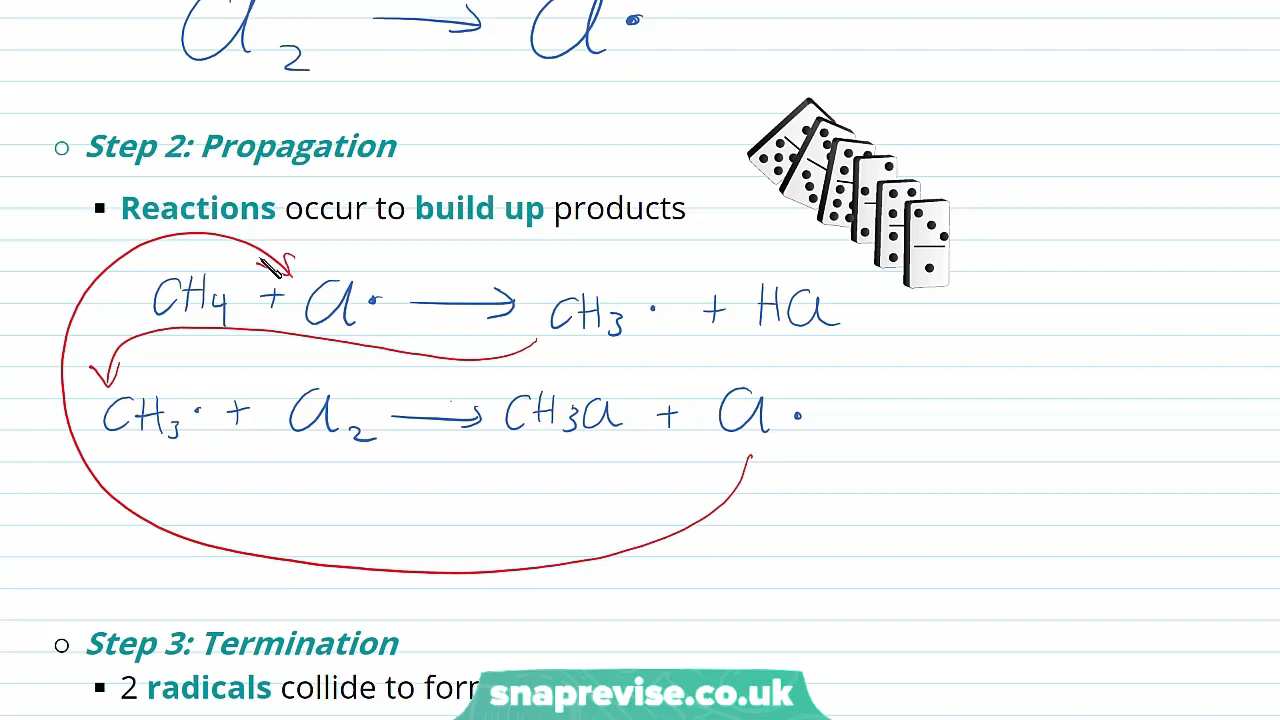 Cl₂ → Cl•
○ Step 2: Propagation
▪ Reactions occur to build up products
CH4 + Cl• → CH₃• + HCl
CH₃• + Cl₂ → CH₃Cl + Cl•
○ Step 3: Termination
▪ 2 radicals collide to for
snaprevise.co.uk